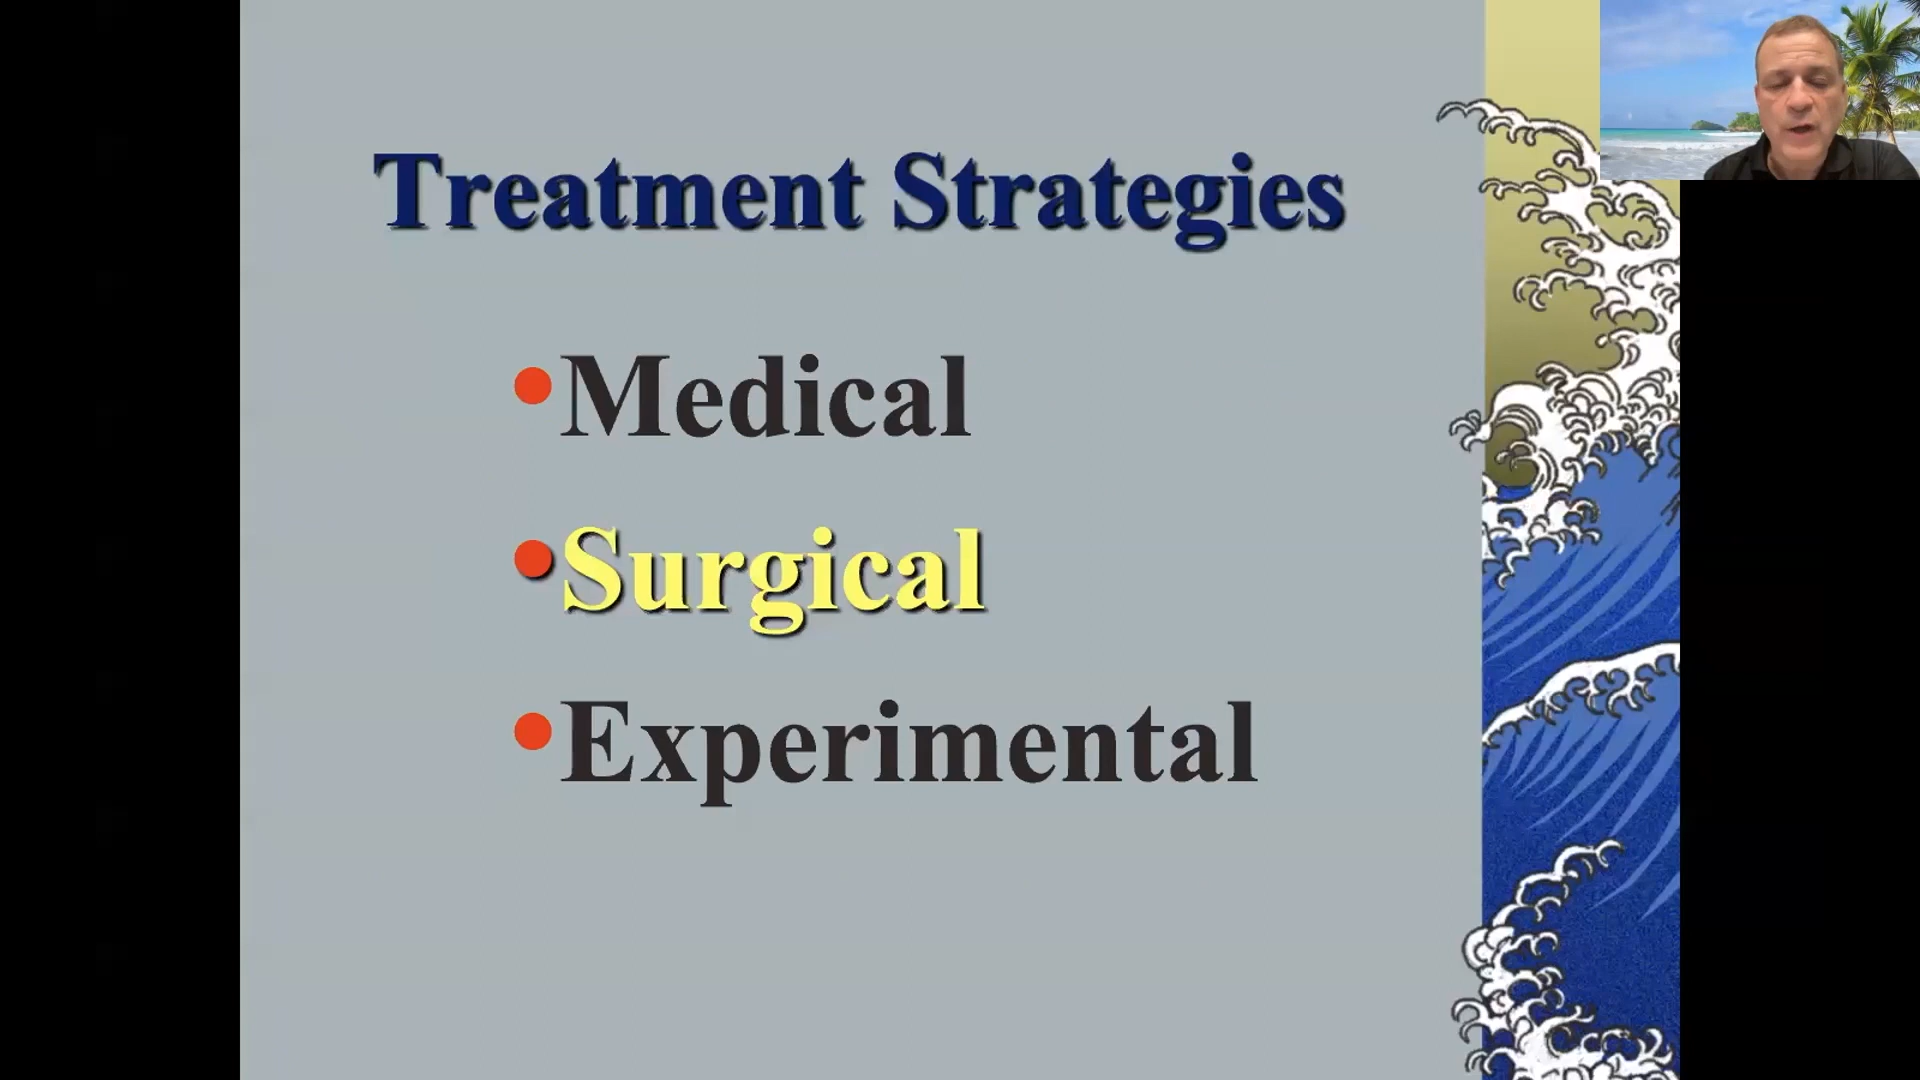 Treatment Strategies
•Medical
•Surgical
•Experimental